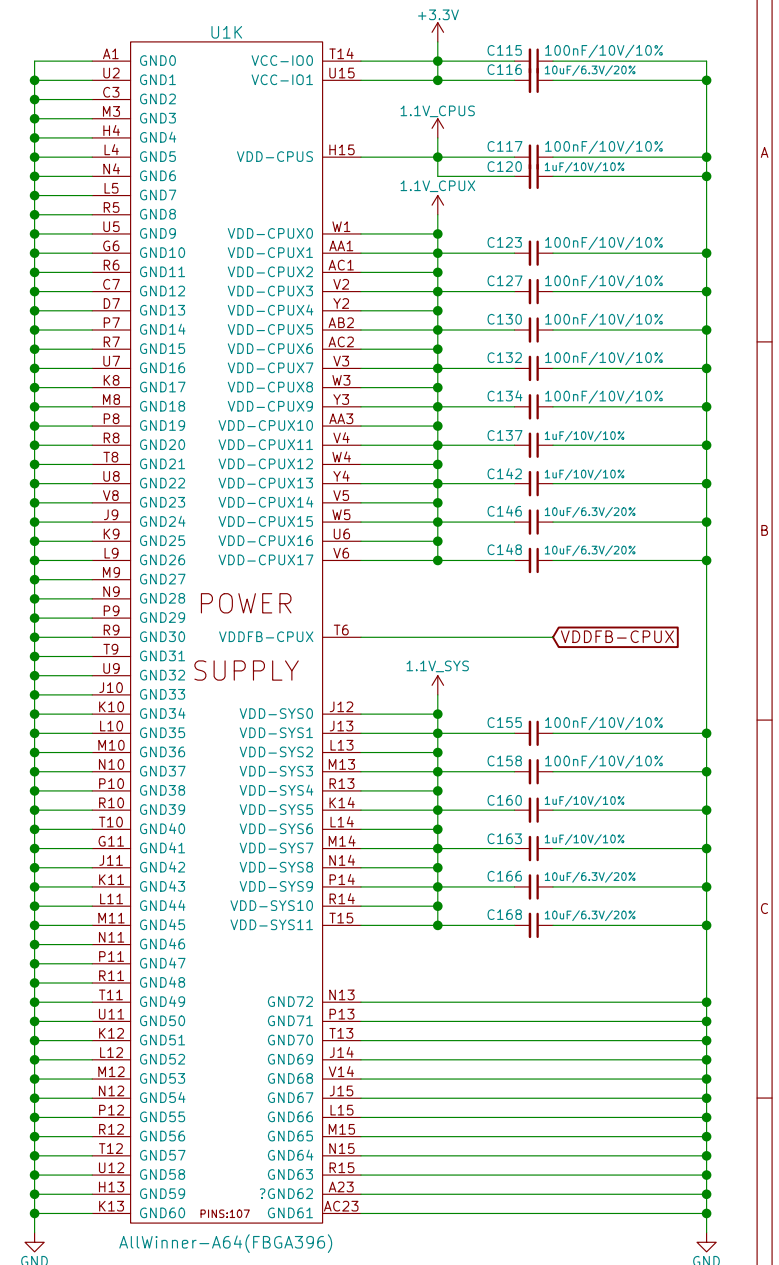 +3.3V
U1K
A1 GND0 VCC-IO0 T14 C115 100nF/10V/10%
U2 GND1 VCC-IO1 U15 C116 10uF/6.3V/20%
C3 GND2
M3 GND3 1.1V_CPUS
H4 GND4
L4 GND5 VDD-CPUS H15 C117 100nF/10V/10%
N4 GND6 C120 1uF/10V/10%
L5 GND7 1.1V_CPUX
R5 GND8
U5 GND9 VDD-CPUX0 W1
G6 GND10 VDD-CPUX1 AA1 C123 100nF/10V/10%
R6 GND11 VDD-CPUX2 AC1
C7 GND12 VDD-CPUX3 V2 C127 100nF/10V/10%
D7 GND13 VDD-CPUX4 Y2
P7 GND14 VDD-CPUX5 AB2 C130 100nF/10V/10%
R7 GND15 VDD-CPUX6 AC2
U7 GND16 VDD-CPUX7 V3 C132 100nF/10V/10%
K8 GND17 VDD-CPUX8 W3
M8 GND18 VDD-CPUX9 Y3 C134 100nF/10V/10%
P8 GND19 VDD-CPUX10 AA3
R8 GND20 VDD-CPUX11 V4 C137 1uF/10V/10%
T8 GND21 VDD-CPUX12 W4
U8 GND22 VDD-CPUX13 Y4 C142 1uF/10V/10%
V8 GND23 VDD-CPUX14 V5
J9 GND24 VDD-CPUX15 W5 C146 10uF/6.3V/20%
K9 GND25 VDD-CPUX16 U6
L9 GND26 VDD-CPUX17 V6 C148 10uF/6.3V/20%
M9 GND27
N9 GND28 POWER
P9 GND29
R9 GND30 VDDFB-CPUX T6 VDDFB-CPUX
T9 GND31
U9 GND32 SUPPLY 1.1V_SYS
J10 GND33
K10 GND34 VDD-SYS0 J12
L10 GND35 VDD-SYS1 J13 C155 100nF/10V/10%
M10 GND36 VDD-SYS2 L13
N10 GND37 VDD-SYS3 M13 C158 100nF/10V/10%
P10 GND38 VDD-SYS4 R13
R10 GND39 VDD-SYS5 K14 C160 1uF/10V/10%
T10 GND40 VDD-SYS6 L14
G11 GND41 VDD-SYS7 M14 C163 1uF/10V/10%
J11 GND42 VDD-SYS8 N14
K11 GND43 VDD-SYS9 P14 C166 10uF/6.3V/20%
L11 GND44 VDD-SYS10 R14
M11 GND45 VDD-SYS11 T15 C168 10uF/6.3V/20%
N11 GND46
P11 GND47
R11 GND48
T11 GND49 GND72 N13
U11 GND50 GND71 P13
K12 GND51 GND70 T13
L12 GND52 GND69 J14
M12 GND53 GND68 V14
N12 GND54 GND67 J15
P12 GND55 GND66 L15
R12 GND56 GND65 M15
T12 GND57 GND64 N15
U12 GND58 GND63 R15
H13 GND59 ?GND62 A23
K13 GND60 PINS:107 GND61 AC23
AllWinner-A64(FBGA396)
GND GND
A
B
C